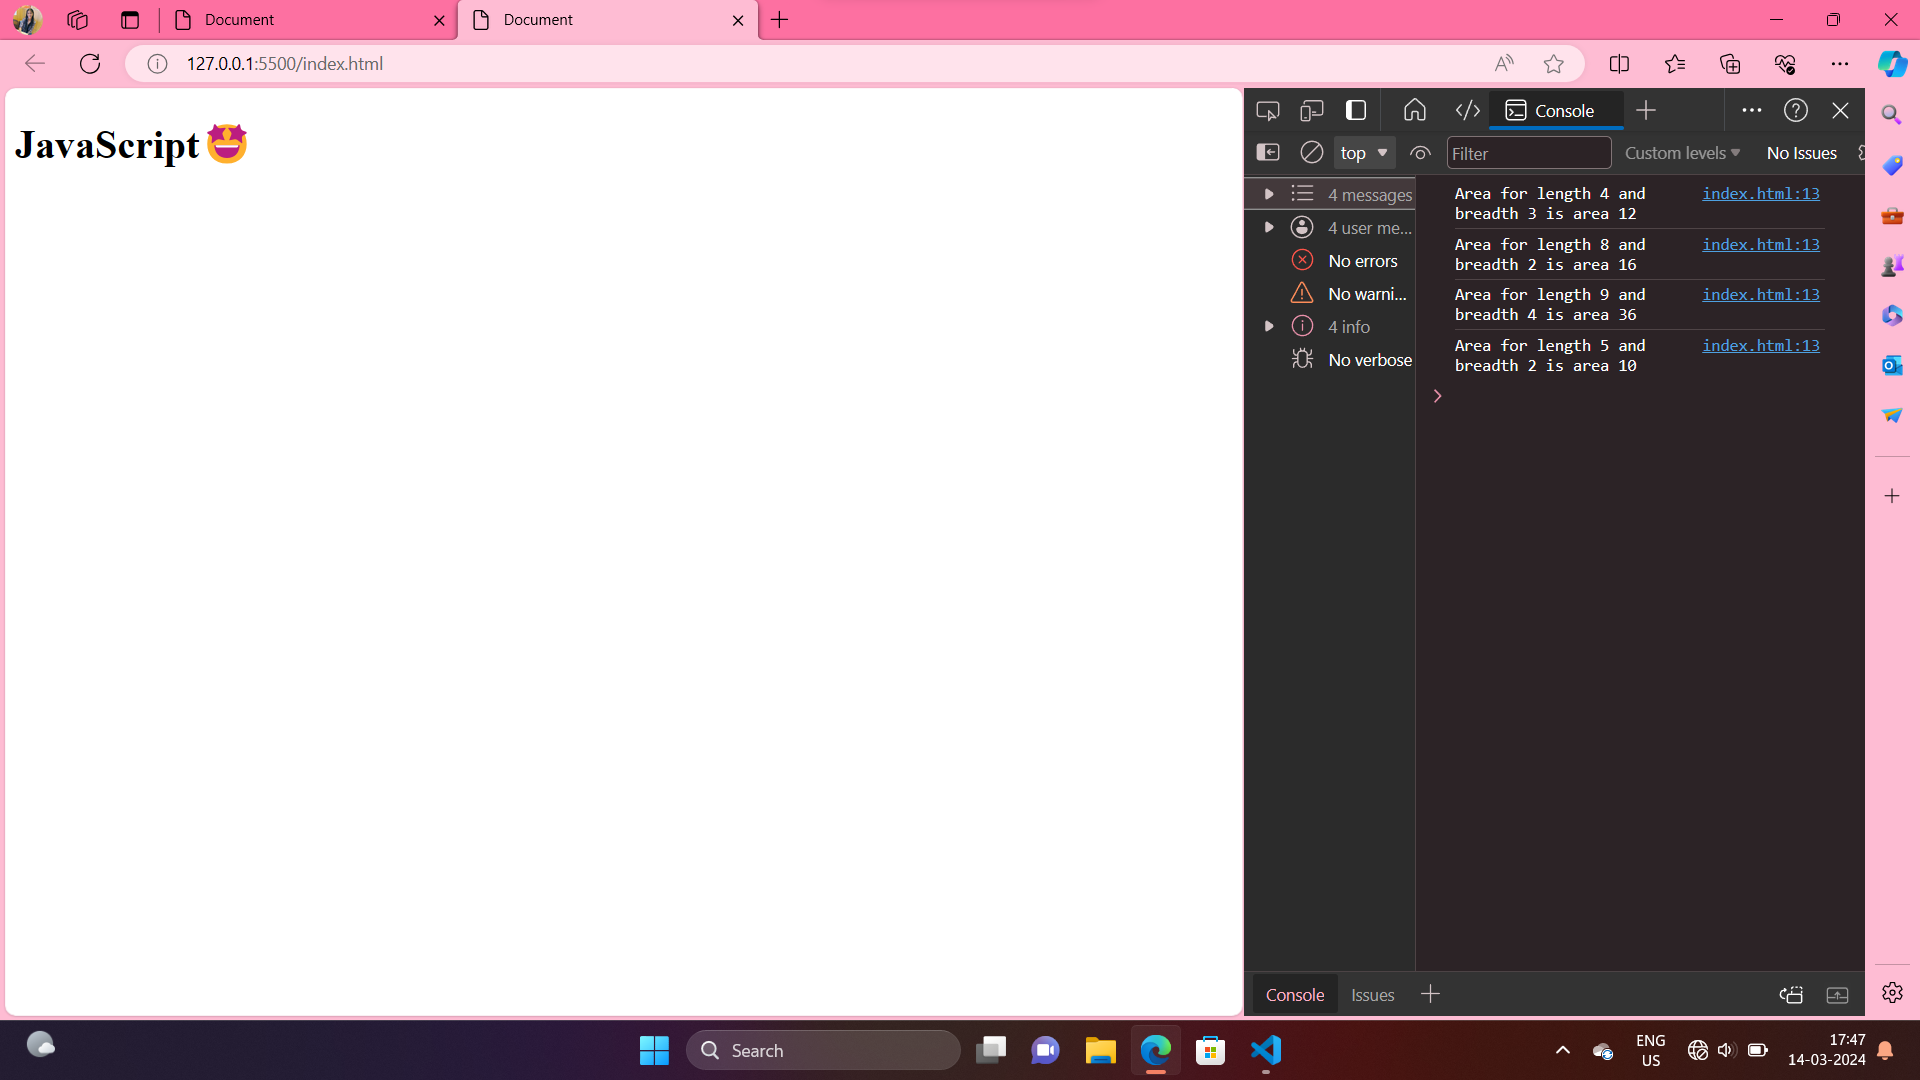 Document
Document
127.0.0.1:5500/index.html
JavaScript🤩
Console
top
Filter
Custom levels
No Issues
4 messages
4 user me...
No errors
No warni...
4 info
No verbose
Area for length 4 and
breadth 3 is area 12
index.html:13
Area for length 8 and
breadth 2 is area 16
index.html:13
Area for length 9 and
breadth 4 is area 36
index.html:13
Area for length 5 and
breadth 2 is area 10
index.html:13
Console
Issues
Search
ENG
US
17:47
14-03-2024